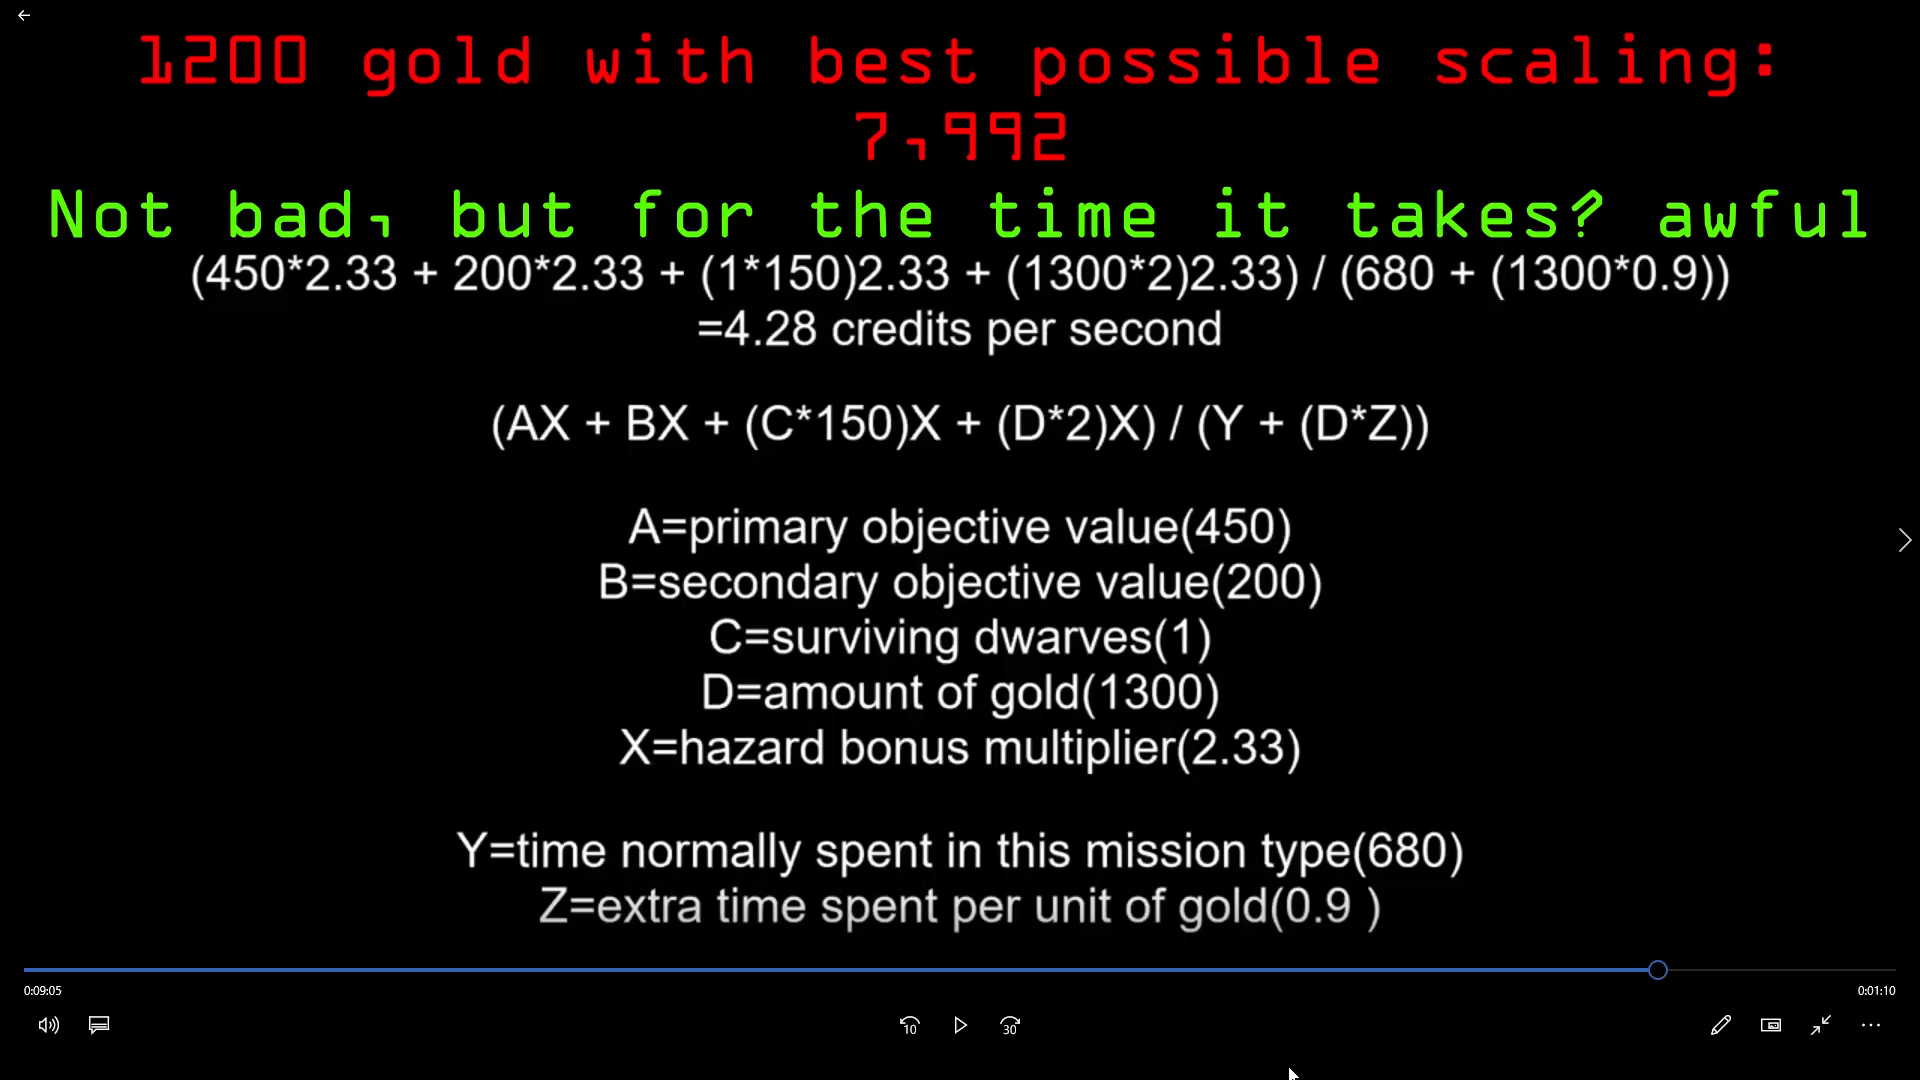 1200 gold with best possible scaling:
7,992
Not bad, but for the time it takes? awful
(450*2.33 + 200*2.33 + (1*150)2.33 + (1300*2)2.33) / (680 + (1300*0.9))
=4.28 credits per second
(AX + BX + (C*150)X + (D*2)X) / (Y + (D*Z))
A=primary objective value(450)
B=secondary objective value(200)
C=surviving dwarves(1)
D=amount of gold(1300)
X=hazard bonus multiplier(2.33)
Y=time normally spent in this mission type(680)
Z=extra time spent per unit of gold(0.9 )
0:09:05
0:01:10
10
30